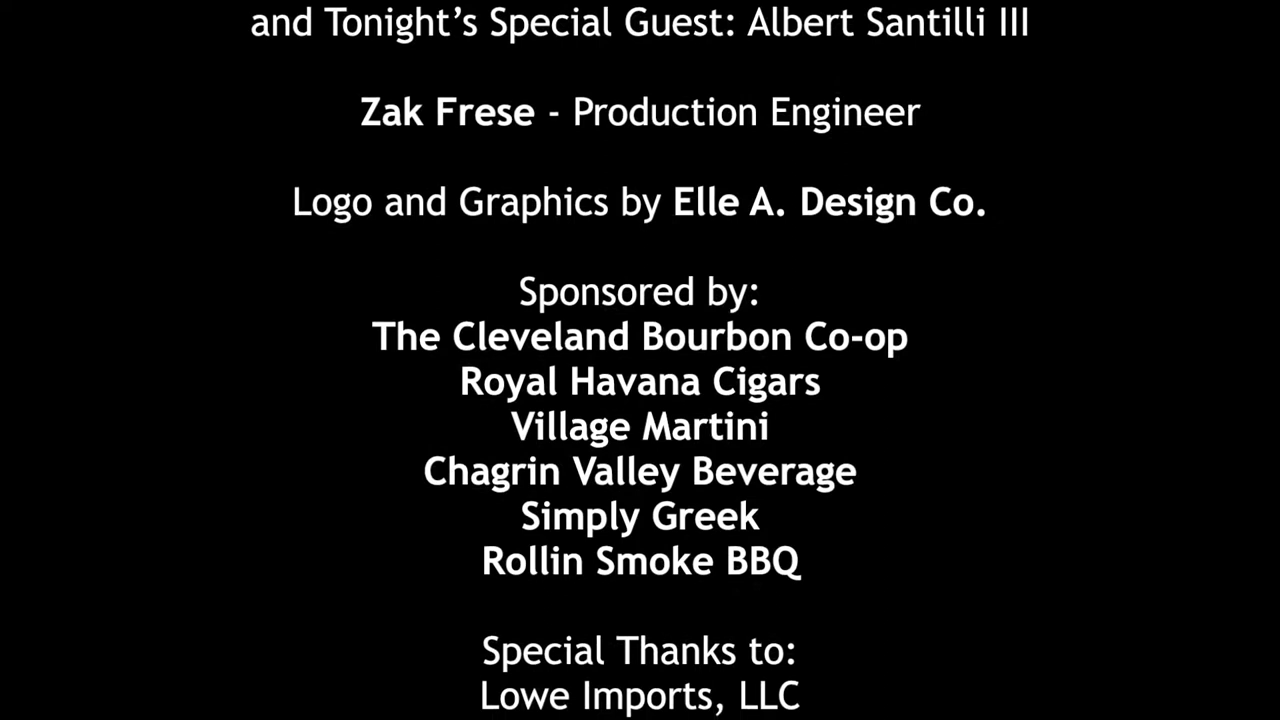 and Tonight’s Special Guest: Albert Santilli III
Zak Frese - Production Engineer
Logo and Graphics by Elle A. Design Co.
Sponsored by:
The Cleveland Bourbon Co-op
Royal Havana Cigars
Village Martini
Chagrin Valley Beverage
Simply Greek
Rollin Smoke BBQ
Special Thanks to:
Lowe Imports, LLC